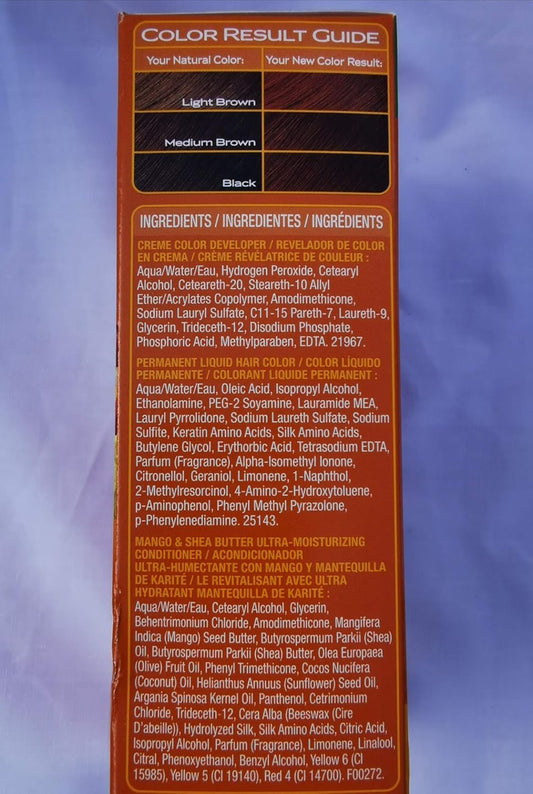 COLOR RESULT GUIDE
Your Natural Color: Your New Color Result:
Light Brown
Medium Brown
Black
INGREDIENTS / INGREDIENTES / INGRÉDIENTS
CREME COLOR DEVELOPER / REVELADOR DE COLOR
EN CREMA / CRÈME RÉVÉLATRICE DE COULEUR :
Aqua/Water/Eau, Hydrogen Peroxide, Cetearyl
Alcohol, Ceteareth-20, Steareth-10 Allyl
Ether/Acrylates Copolymer, Amodimethicone,
Sodium Lauryl Sulfate, C11-15 Pareth-7, Laureth-9,
Glycerin, Trideceth-12, Disodium Phosphate,
Phosphoric Acid, Methylparaben, EDTA. 21967.
PERMANENT LIQUID HAIR COLOR / COLOR LÍQUIDO
PERMANENTE / COLORANT LIQUIDE PERMANENT :
Aqua/Water/Eau, Oleic Acid, Isopropyl Alcohol,
Ethanolamine, PEG-2 Soyamine, Lauramide MEA,
Lauryl Pyrrolidone, Sodium Laureth Sulfate, Sodium
Sulfite, Keratin Amino Acids, Silk Amino Acids,
Butylene Glycol, Erythorbic Acid, Tetrasodium EDTA,
Parfum (Fragrance), Alpha-Isomethyl Ionone,
Citronellol, Geraniol, Limonene, 1-Naphthol,
2-Methylresorcinol, 4-Amino-2-Hydroxytoluene,
p-Aminophenol, Phenyl Methyl Pyrazolone,
p-Phenylenediamine. 25143.
MANGO & SHEA BUTTER ULTRA-MOISTURIZING
CONDITIONER / ACONDICIONADOR
ULTRA-HUMECTANTE CON MANGO Y MANTEQUILLA
DE KARITÉ / LE REVITALISANT AVEC ULTRA
HYDRATANT MANTEQUILLA DE KARITÉ :
Aqua/Water/Eau, Cetearyl Alcohol, Glycerin,
Behentrimonium Chloride, Amodimethicone, Mangifera
Indica (Mango) Seed Butter, Butyrospermum Parkii (Shea)
Oil, Butyrospermum Parkii (Shea) Butter, Olea Europaea
(Olive) Fruit Oil, Phenyl Trimethicone, Cocos Nucifera
(Coconut) Oil, Helianthus Annuus (Sunflower) Seed Oil,
Argania Spinosa Kernel Oil, Panthenol, Cetrimonium
Chloride, Trideceth-12, Cera Alba (Beeswax (Cire
D'abeille)), Hydrolyzed Silk, Silk Amino Acids, Citric Acid,
Isopropyl Alcohol, Parfum (Fragrance), Limonene, Linalool,
Citral, Phenoxyethanol, Benzyl Alcohol, Yellow 6 (CI
15985), Yellow 5 (CI 19140), Red 4 (CI 14700). F00272.